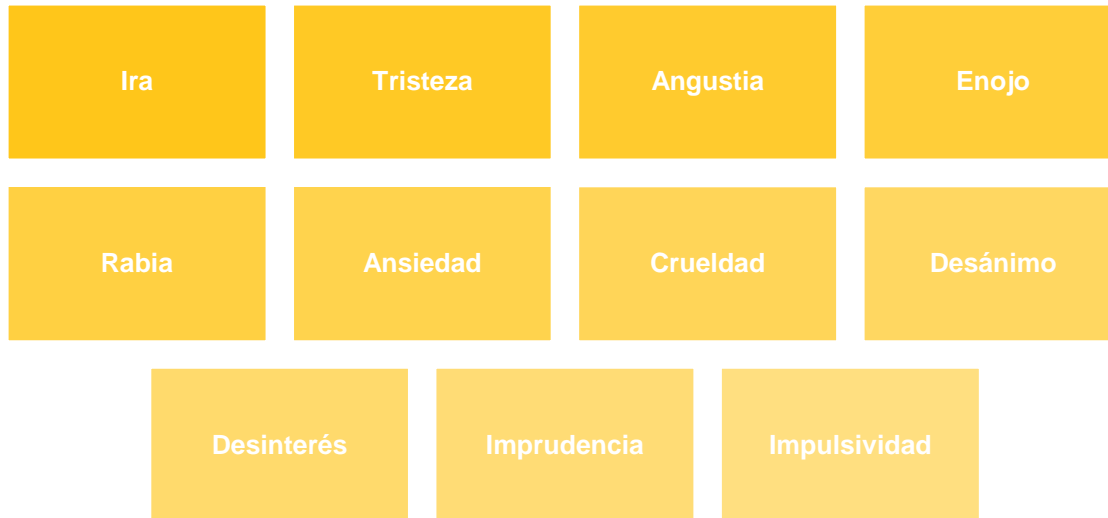 Ira
Tristeza
Angustia
Enojo
Rabia
Ansiedad
Crueldad
Desánimo
Desinterés
Imprudencia
Impulsividad